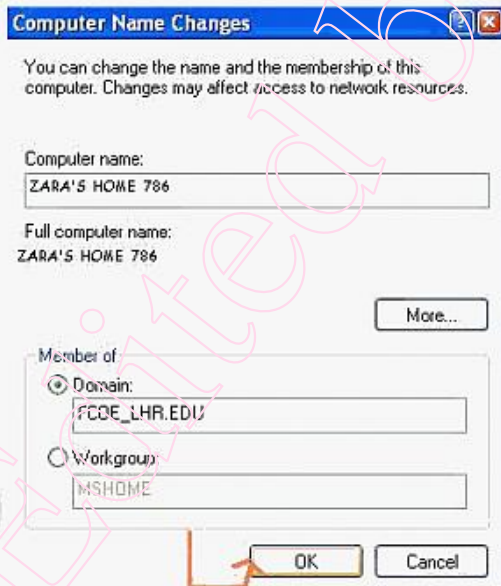 Computer Name Changes
You can change the name and the membership of this
computer. Changes may affect access to network resources.
Computer name:
ZARA'S HOME 786
Full computer name:
ZARA'S HOME 786
More...
Member of
Domain:
FCOE_LHR.EDU
Workgroup:
MSHOME
OK Cancel